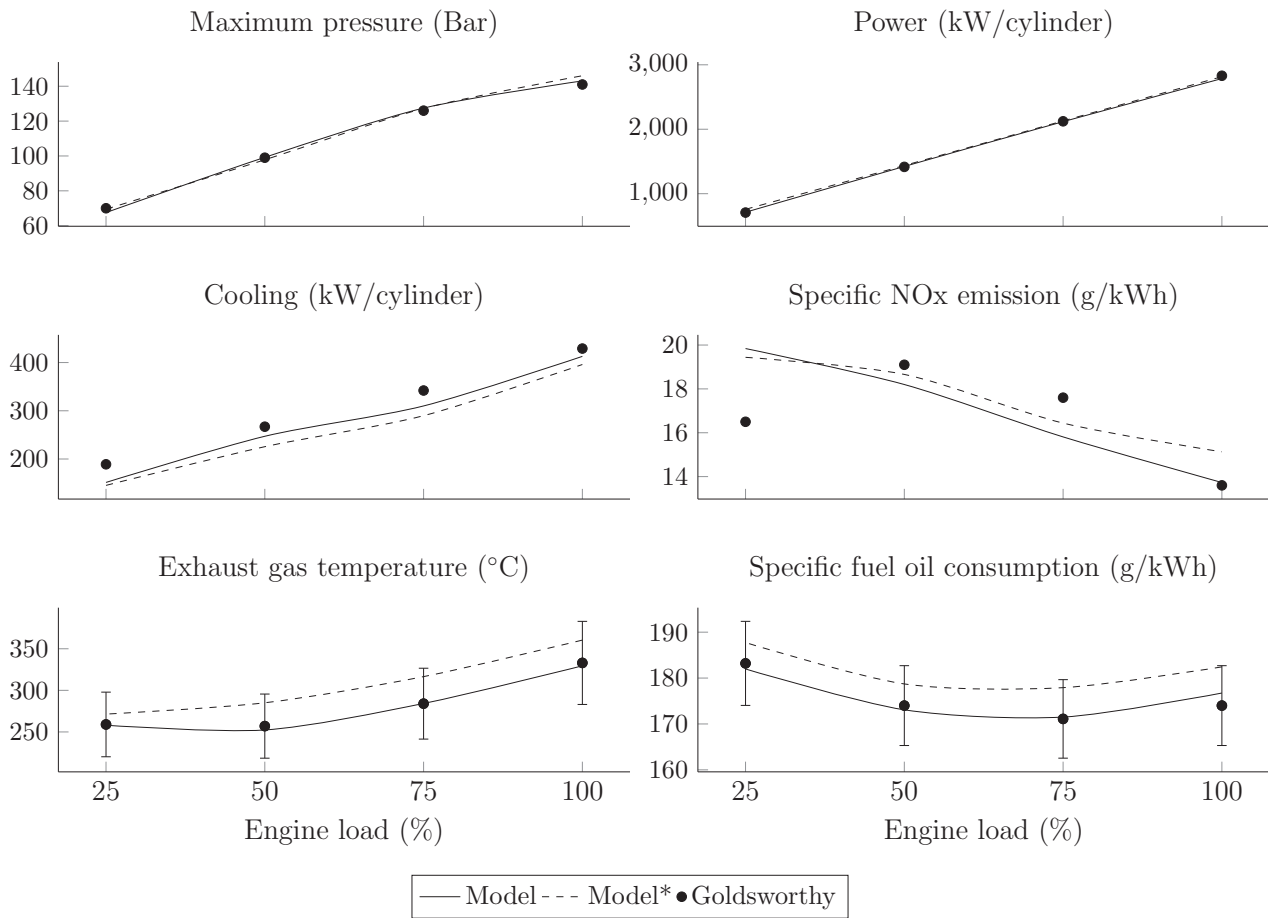 Maximum pressure (Bar)
140
120
100
80
60
Power (kW/cylinder)
3,000
2,000
1,000
Cooling (kW/cylinder)
400
300
200
Specific NOx emission (g/kWh)
20
18
16
14
Exhaust gas temperature (°C)
350
300
250
25 50 75 100
Engine load (%)
Specific fuel oil consumption (g/kWh)
190
180
170
160
25 50 75 100
Engine load (%)
Model Model* Goldsworthy